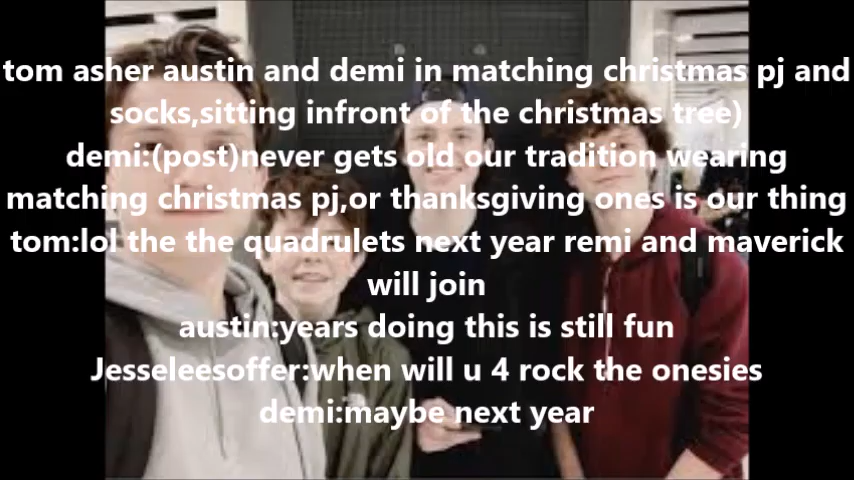 tom asher austin and demi in matching christmas pj and
socks,sitting infront of the christmas tree)
demi:(post)never gets old our tradition wearing
matching christmas pj,or thanksgiving ones is our thing
tom:lol the the quadrulets next year remi and maverick
will join
austin:years doing this is still fun
Jesseleesoffer:when will u 4 rock the onesies
demi:maybe next year